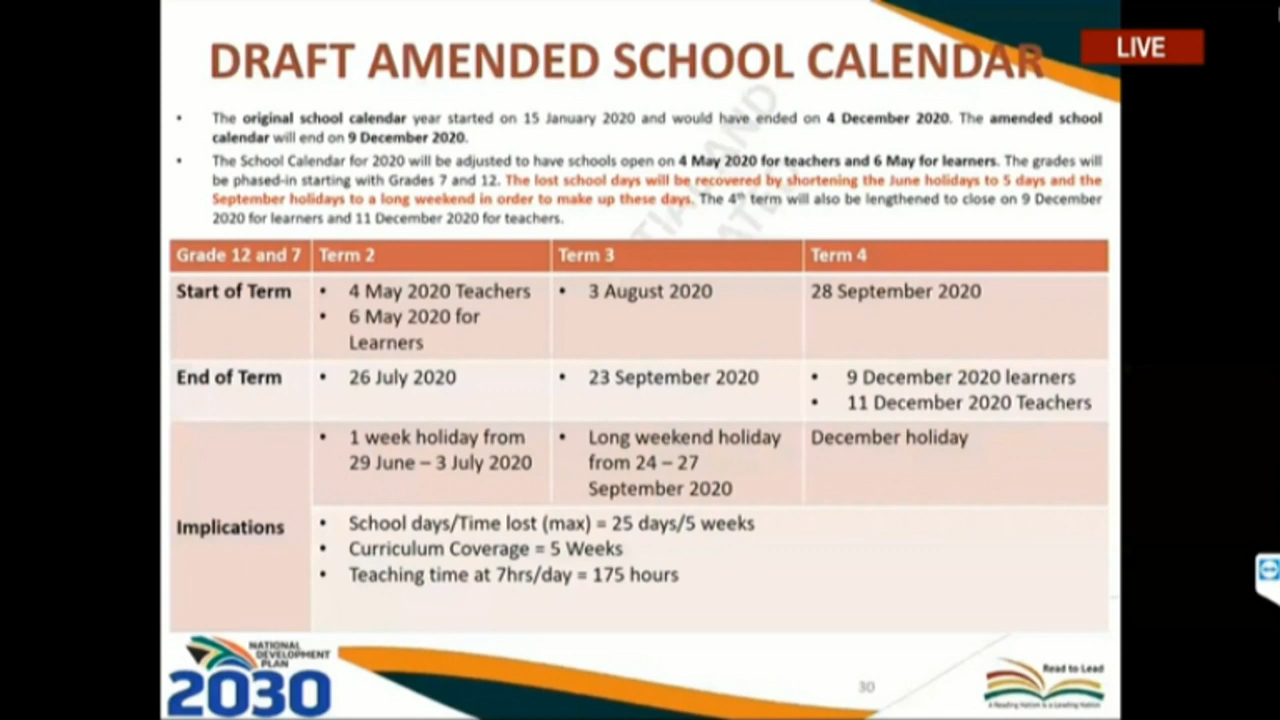 DRAFT AMENDED SCHOOL CALENDAR
LIVE
• The original school calendar year started on 15 January 2020 and would have ended on 4 December 2020. The amended school
calendar will end on 9 December 2020.
• The School Calendar for 2020 will be adjusted to have schools open on 4 May 2020 for teachers and 6 May for learners. The grades will
be phased-in starting with Grades 7 and 12. The lost school days will be recovered by shortening the June holidays to 5 days and the
September holidays to a long weekend in order to make up these days. The 4th term will also be lengthened to close on 9 December
2020 for learners and 11 December 2020 for teachers.
Grade 12 and 7 Term 2 Term 3 Term 4
Start of Term
• 4 May 2020 Teachers
• 6 May 2020 for
Learners
• 3 August 2020
28 September 2020
End of Term
• 26 July 2020
• 23 September 2020
• 9 December 2020 learners
• 11 December 2020 Teachers
Implications
• 1 week holiday from
29 June – 3 July 2020
• Long weekend holiday
from 24 – 27
September 2020
December holiday
• School days/Time lost (max) = 25 days/5 weeks
• Curriculum Coverage = 5 Weeks
• Teaching time at 7hrs/day = 175 hours
NATIONAL
DEVELOPMENT
PLAN
2030
30
Read to Lead
A Reading Nation is a Leading Nation